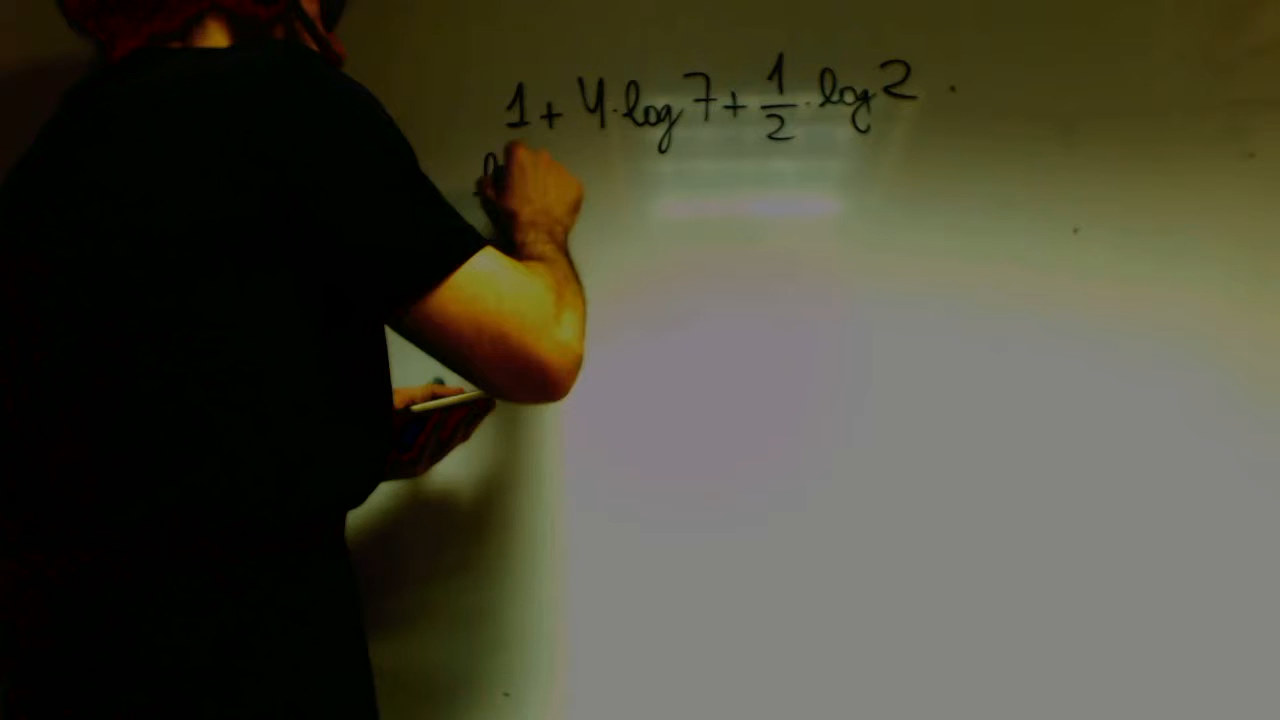 1 + 4 · log 7 + 1/2 · log 2